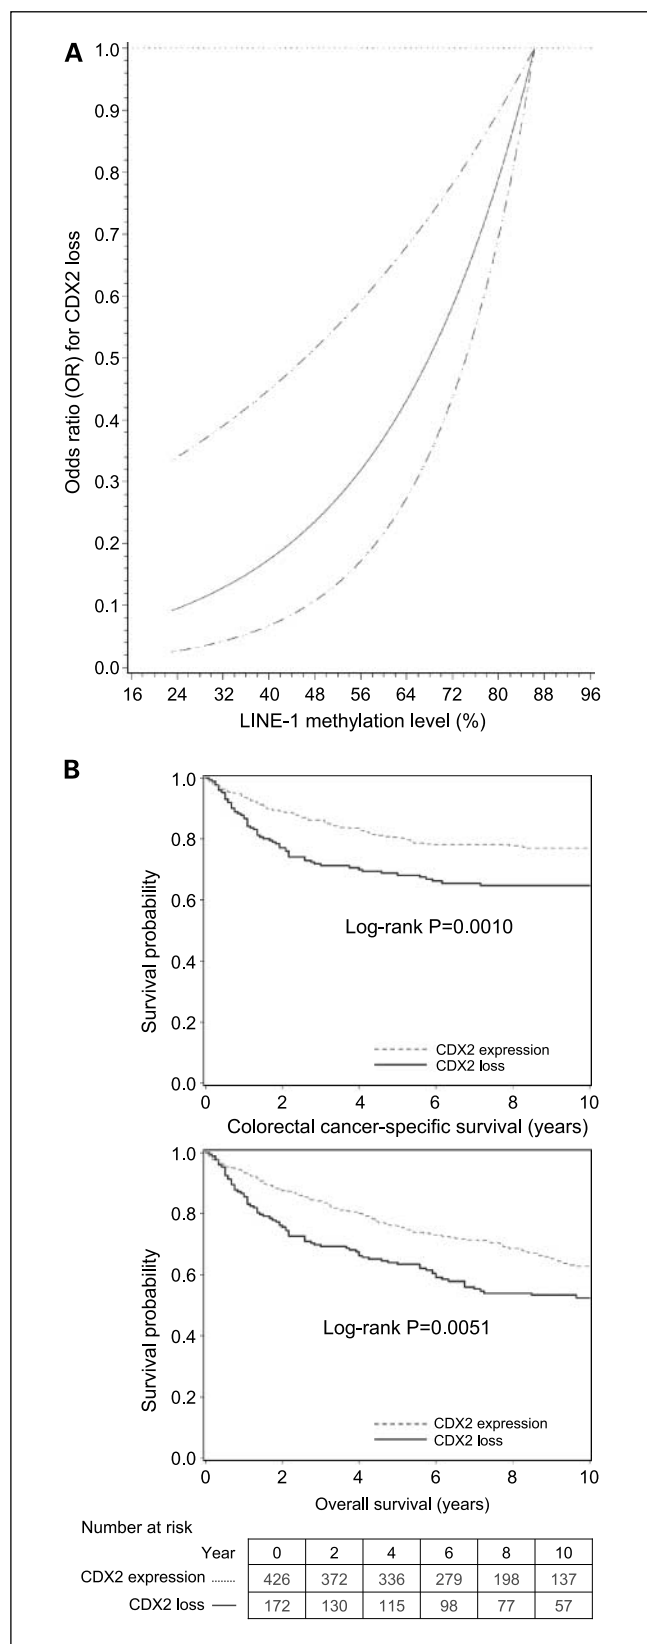 A
1.0
0.9
0.8
0.7
0.6
0.5
0.4
0.3
0.2
0.1
0.0
Odds ratio (OR) for CDX2 loss
16 24 32 40 48 56 64 72 80 88 96
LINE-1 methylation level (%)
B
1.0
0.8
0.6
0.4
0.2
0.0
Survival probability
Log-rank P=0.0010
CDX2 expression
CDX2 loss
0 2 4 6 8 10
Colorectal cancer-specific survival (years)
1.0
0.8
0.6
0.4
0.2
0.0
Survival probability
Log-rank P=0.0051
CDX2 expression
CDX2 loss
0 2 4 6 8 10
Overall survival (years)
Number at risk
Year 0 2 4 6 8 10
CDX2 expression 426 372 336 279 198 137
CDX2 loss 172 130 115 98 77 57